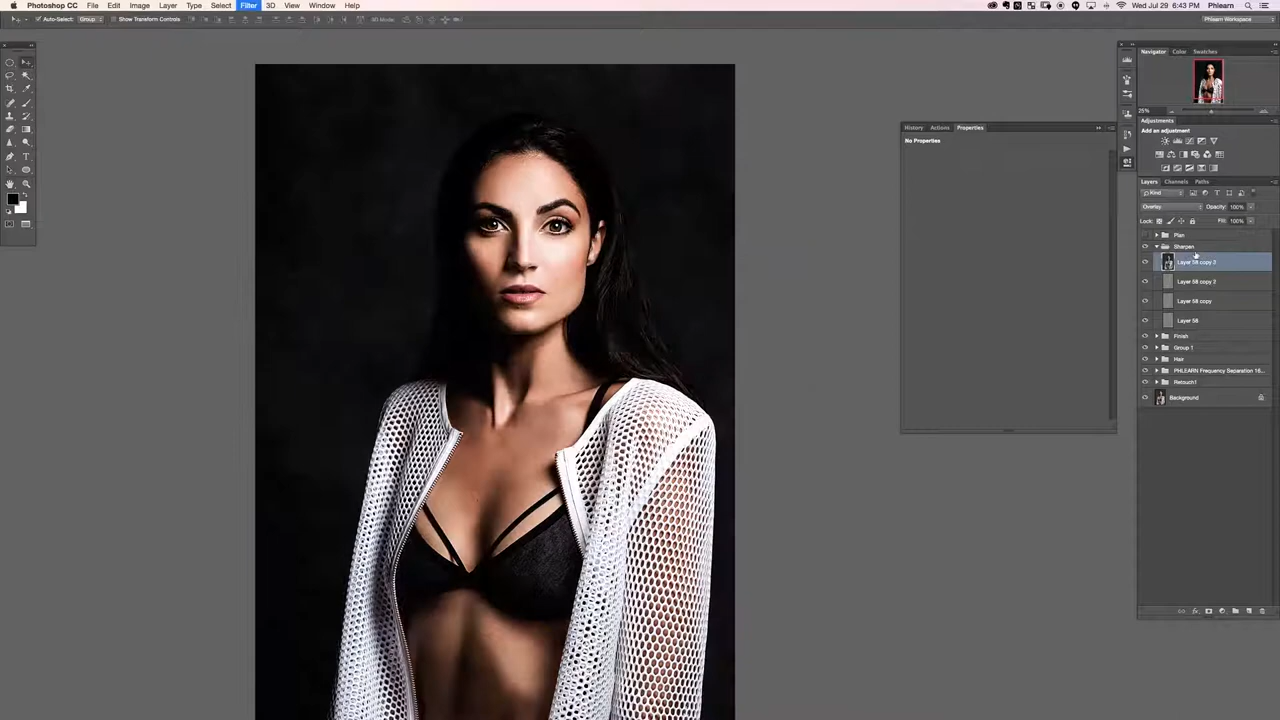 Photoshop CC File Edit Image Layer Type Select Filter 3D View Window Help Wed Jul 29 6:43 PM Phlearn
Auto-Select: Group Show Transform Controls 3D Mode: Phlearn Workspace
Navigator Color Swatches
25%
Adjustments
History Actions Properties
Add an adjustment
No Properties
Layers Channels Paths
Kind
Overlay Opacity: 100%
Lock: Fill: 100%
Plan
Sharpen
Layer 58 copy 3
Layer 58 copy 2
Layer 58 copy
Layer 58
Finish
Group 1
Hair
PHLEARN Frequency Separation 16...
Retouch1
Background